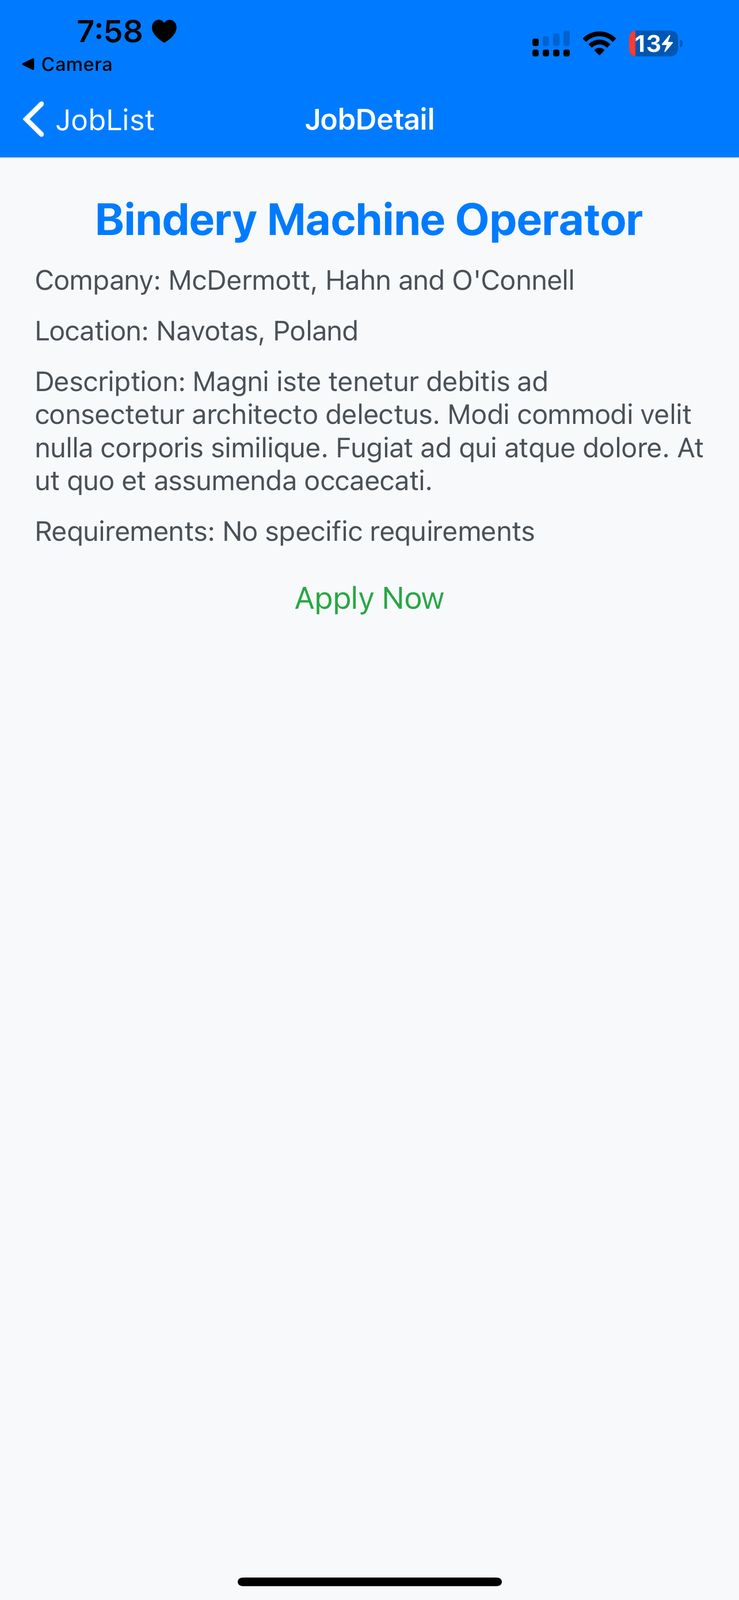 7:58
13
◀ Camera
JobList
JobDetail
Bindery Machine Operator
Company: McDermott, Hahn and O'Connell
Location: Navotas, Poland
Description: Magni iste tenetur debitis ad
consectetur architecto delectus. Modi commodi velit
nulla corporis similique. Fugiat ad qui atque dolore. At
ut quo et assumenda occaecati.
Requirements: No specific requirements
Apply Now